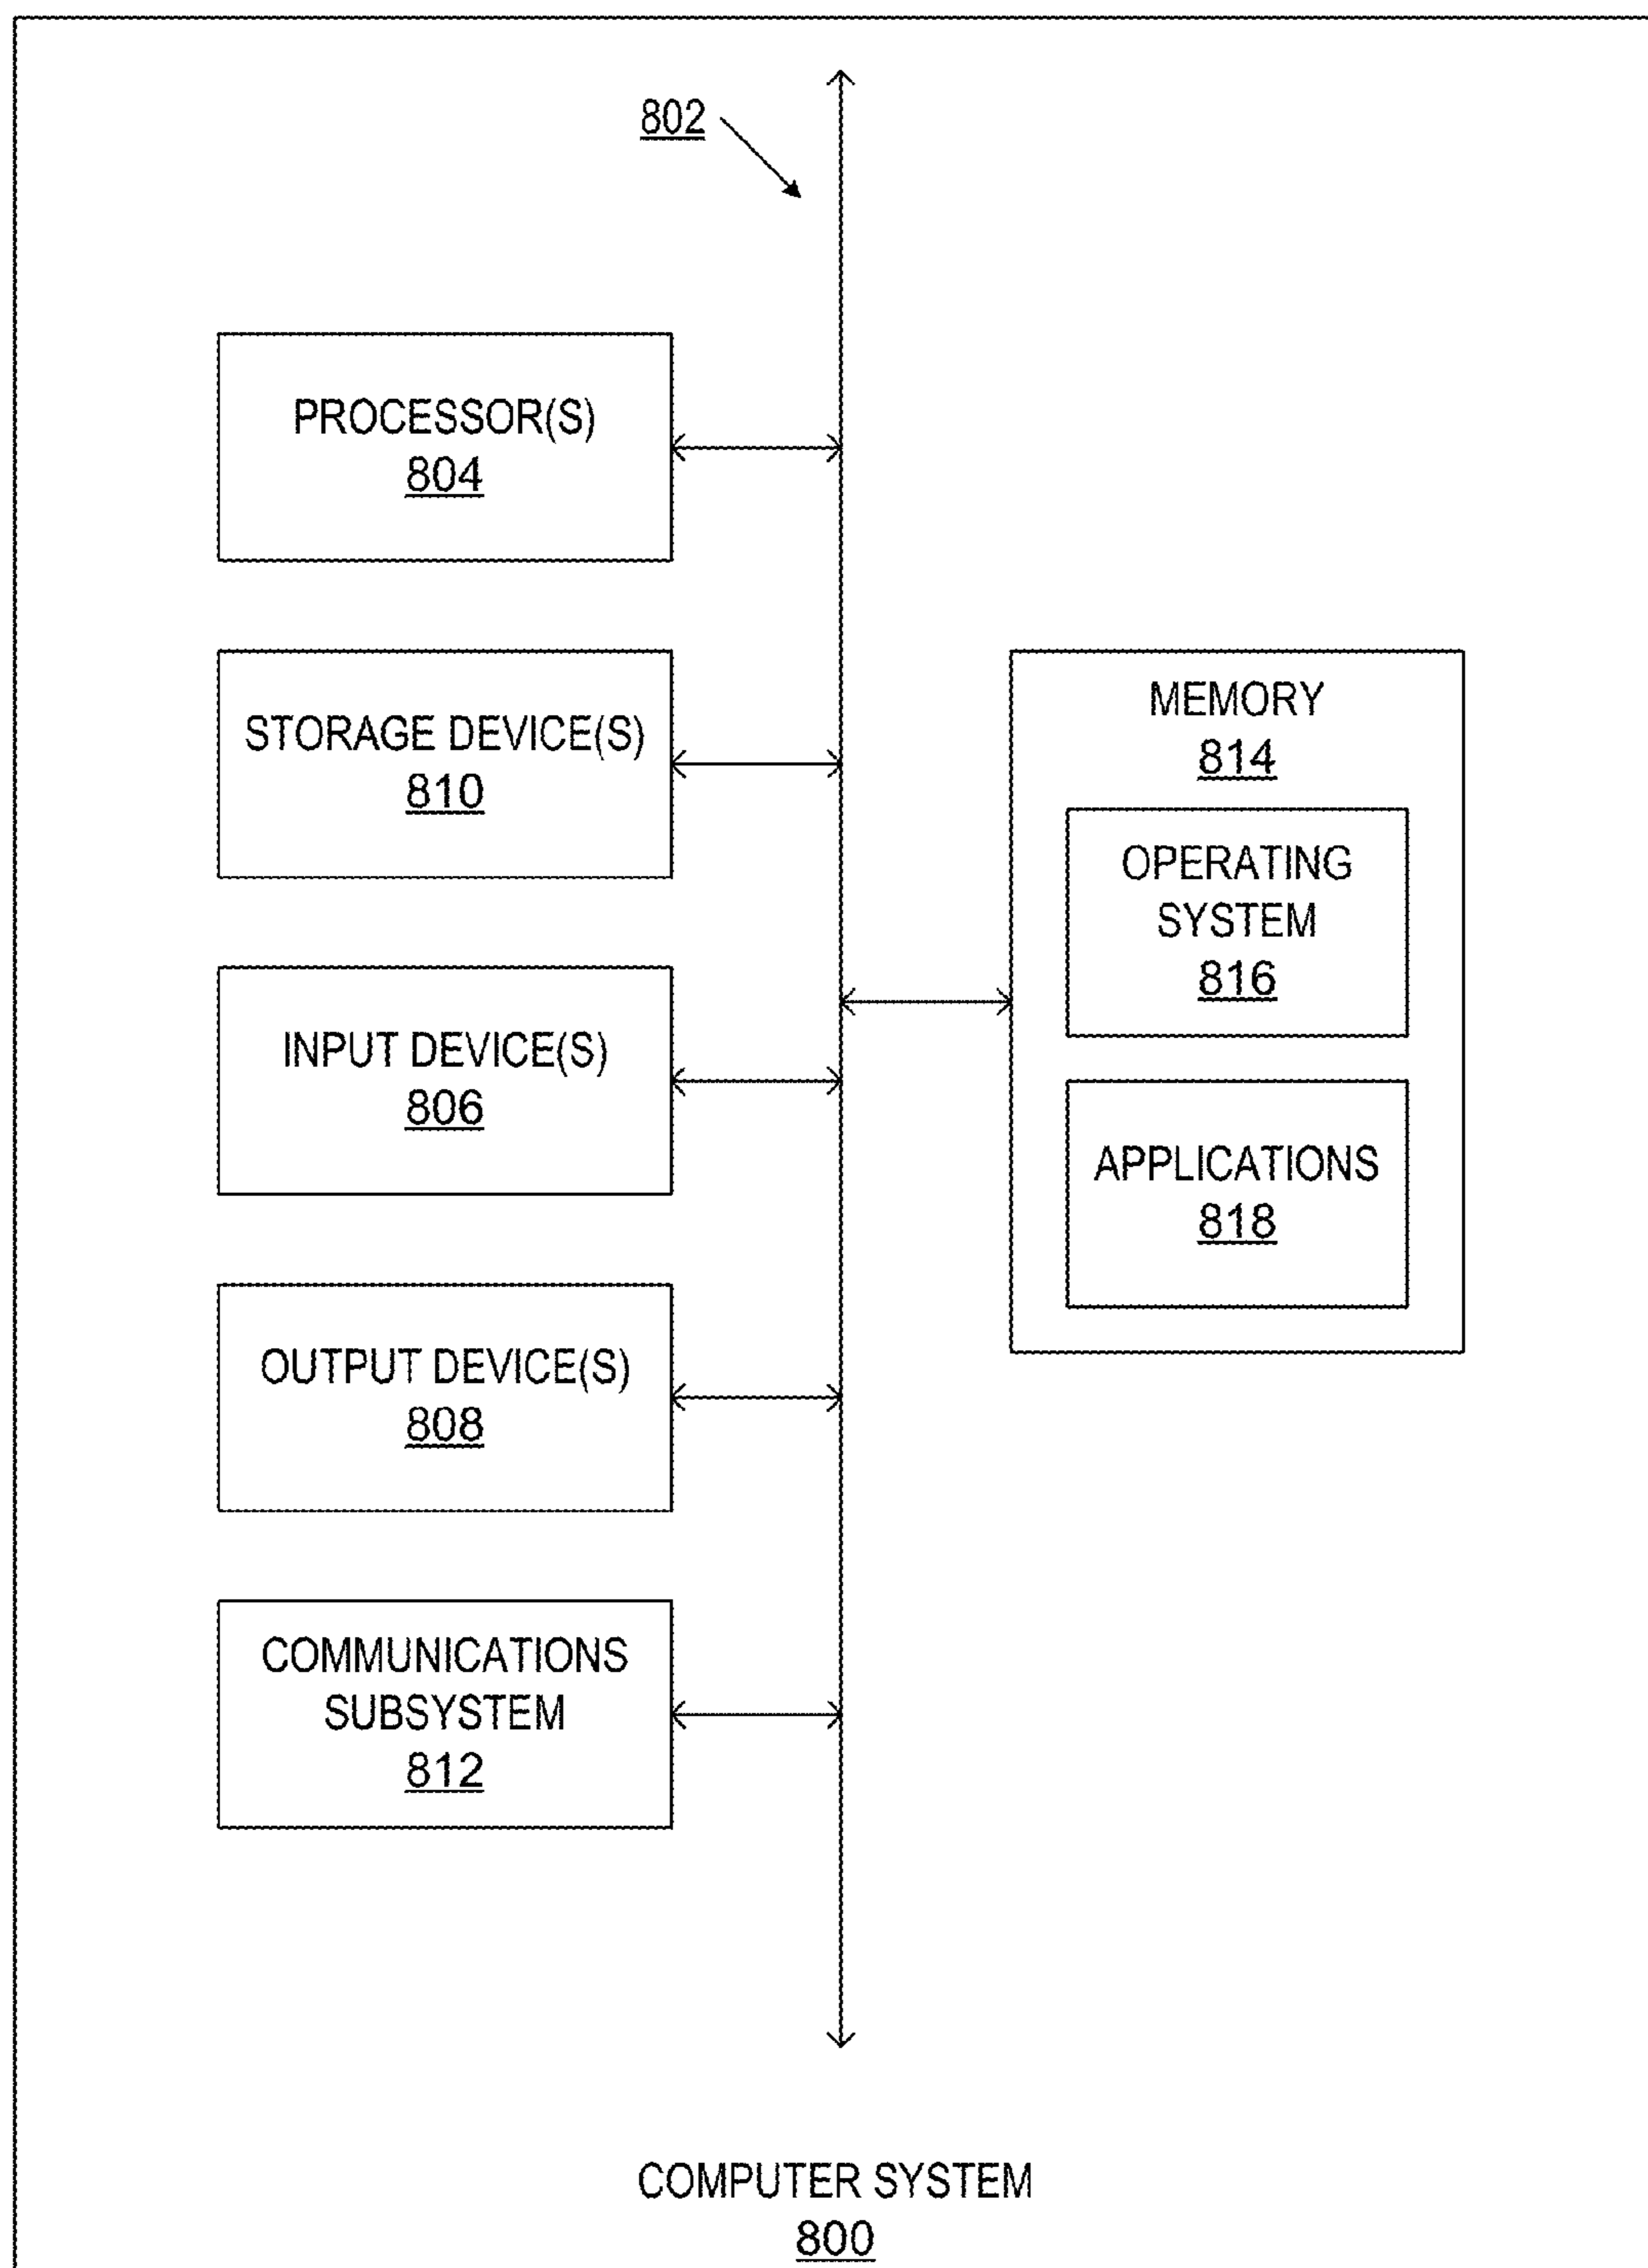 802
PROCESSOR(S)
804
STORAGE DEVICE(S)
810
INPUT DEVICE(S)
806
OUTPUT DEVICE(S)
808
COMMUNICATIONS
SUBSYSTEM
812
MEMORY
814
OPERATING
SYSTEM
816
APPLICATIONS
818
COMPUTER SYSTEM
800